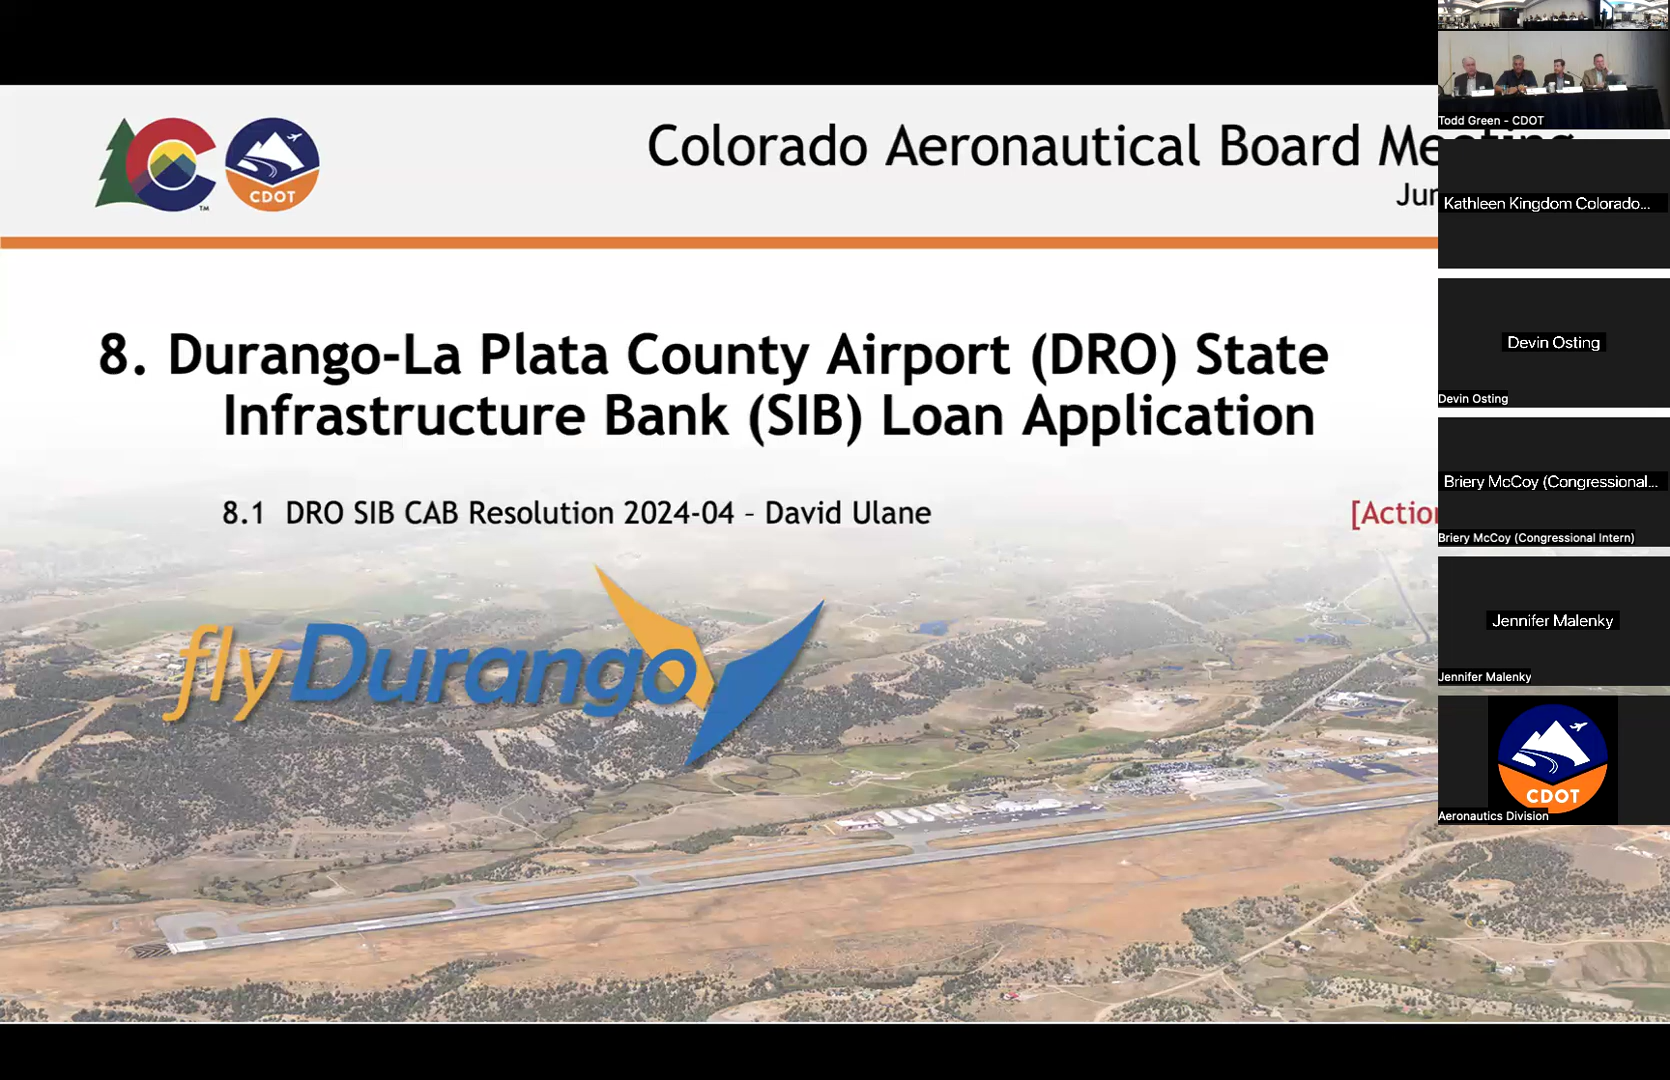 CDOT
TM
Colorado Aeronautical Board Me
Jun
8. Durango-La Plata County Airport (DRO) State
Infrastructure Bank (SIB) Loan Application
8.1 DRO SIB CAB Resolution 2024-04 – David Ulane
[Action
flyDurango
Todd Green - CDOT
Kathleen Kingdom Colorado...
Devin Osting
Devin Osting
Briery McCoy (Congressional...
Briery McCoy (Congressional Intern)
Jennifer Malenky
Jennifer Malenky
CDOT
Aeronautics Division